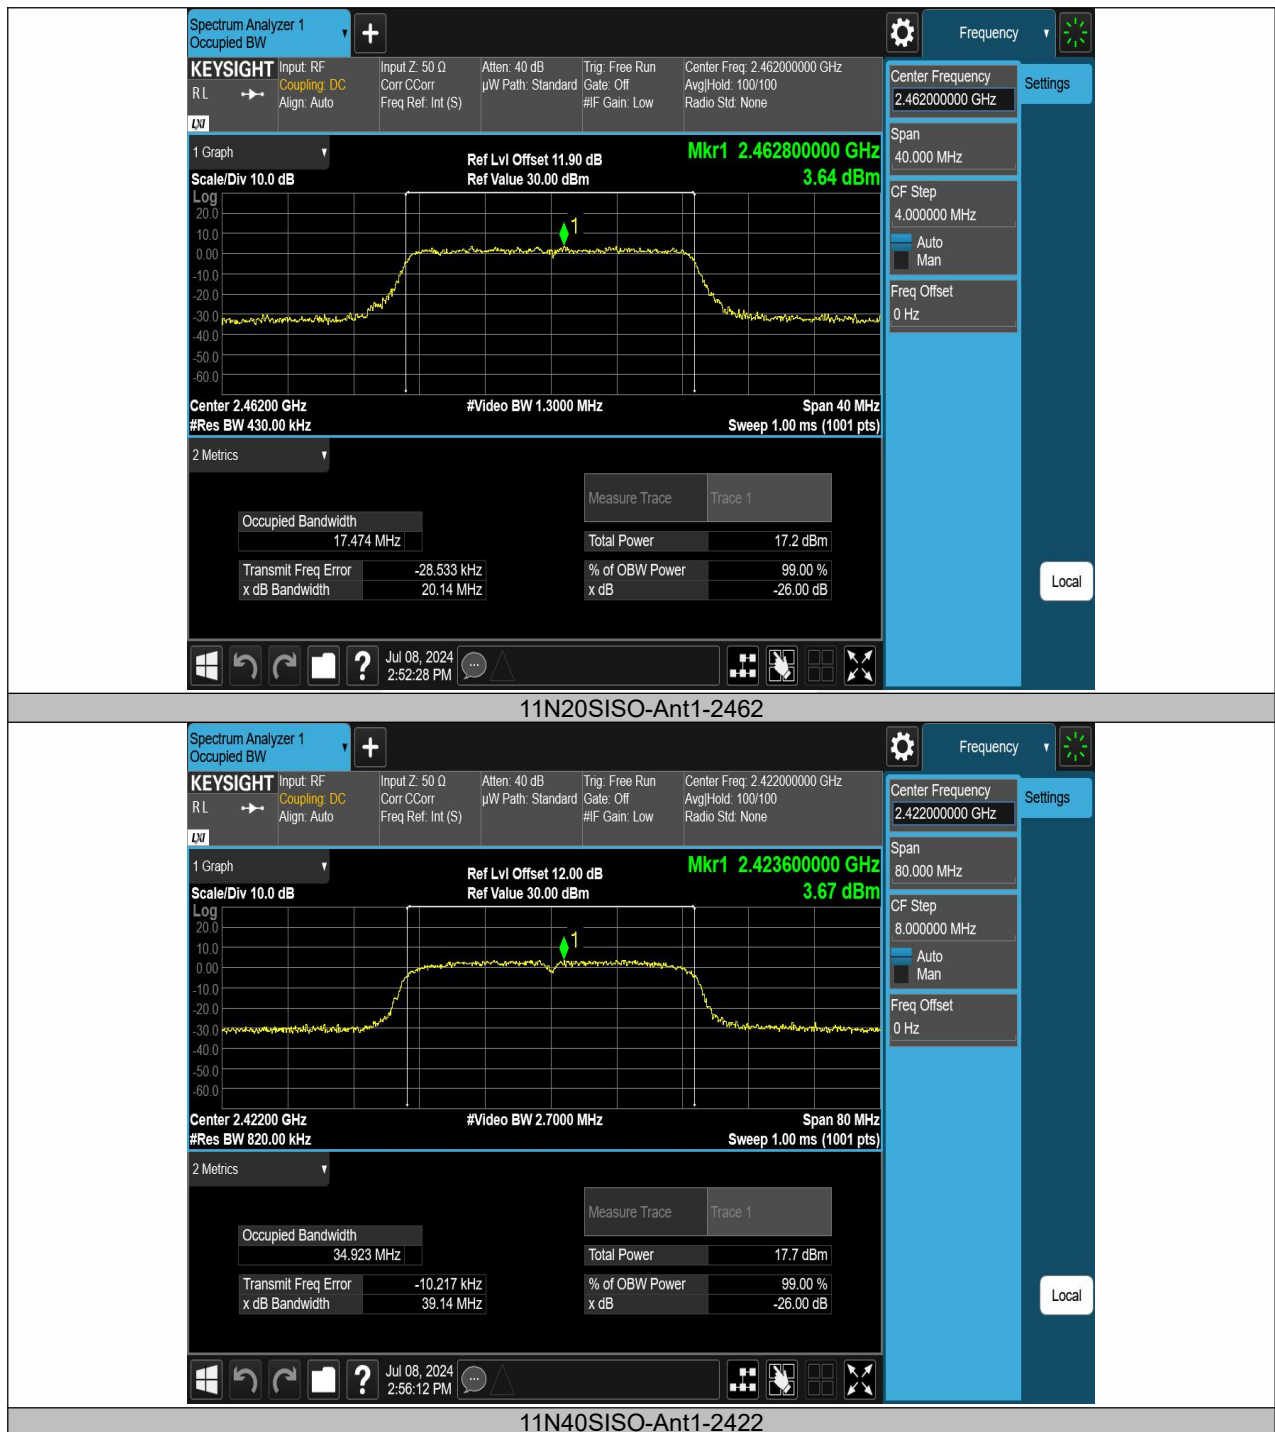 Spectrum Analyzer 1
Occupied BW
+
Frequency
KEYSIGHT Input: RF
R L
Coupling: DC
Align: Auto
LXI
Input Z: 50 Ω
Corr CCorr
Freq Ref: Int (S)
Atten: 40 dB
µW Path: Standard
Trig: Free Run
Gate: Off
#IF Gain: Low
Center Freq: 2.462000000 GHz
Avg|Hold: 100/100
Radio Std: None
Center Frequency
2.462000000 GHz
Settings
Span
40.000 MHz
CF Step
4.000000 MHz
Auto
Man
Freq Offset
0 Hz
Local
1 Graph
Scale/Div 10.0 dB
Ref Lvl Offset 11.90 dB
Ref Value 30.00 dBm
Mkr1 2.462800000 GHz
3.64 dBm
Log
20.0
10.0
0.00
-10.0
-20.0
-30.0
-40.0
-50.0
-60.0
1
Center 2.46200 GHz
#Video BW 1.3000 MHz
Span 40 MHz
#Res BW 430.00 kHz
Sweep 1.00 ms (1001 pts)
2 Metrics
Measure Trace Trace 1
Occupied Bandwidth
17.474 MHz
Total Power 17.2 dBm
Transmit Freq Error -28.533 kHz
% of OBW Power 99.00 %
x dB Bandwidth 20.14 MHz
x dB -26.00 dB
?
Jul 08, 2024
2:52:28 PM
11N20SISO-Ant1-2462
Spectrum Analyzer 1
Occupied BW
+
Frequency
KEYSIGHT Input: RF
R L
Coupling: DC
Align: Auto
LXI
Input Z: 50 Ω
Corr CCorr
Freq Ref: Int (S)
Atten: 40 dB
µW Path: Standard
Trig: Free Run
Gate: Off
#IF Gain: Low
Center Freq: 2.422000000 GHz
Avg|Hold: 100/100
Radio Std: None
Center Frequency
2.422000000 GHz
Settings
Span
80.000 MHz
CF Step
8.000000 MHz
Auto
Man
Freq Offset
0 Hz
Local
1 Graph
Scale/Div 10.0 dB
Ref Lvl Offset 12.00 dB
Ref Value 30.00 dBm
Mkr1 2.423600000 GHz
3.67 dBm
Log
20.0
10.0
0.00
-10.0
-20.0
-30.0
-40.0
-50.0
-60.0
1
Center 2.42200 GHz
#Video BW 2.7000 MHz
Span 80 MHz
#Res BW 820.00 kHz
Sweep 1.00 ms (1001 pts)
2 Metrics
Measure Trace Trace 1
Occupied Bandwidth
34.923 MHz
Total Power 17.7 dBm
Transmit Freq Error -10.217 kHz
% of OBW Power 99.00 %
x dB Bandwidth 39.14 MHz
x dB -26.00 dB
?
Jul 08, 2024
2:56:12 PM
11N40SISO-Ant1-2422